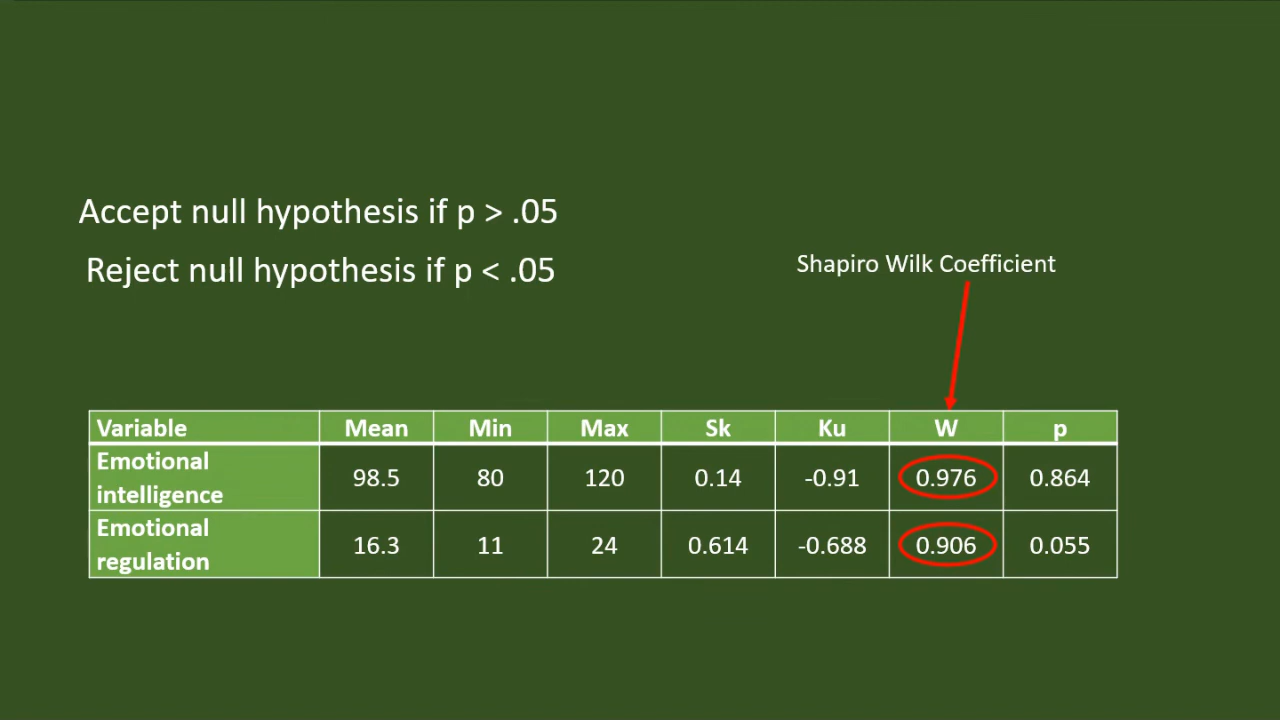 Accept null hypothesis if p > .05
Reject null hypothesis if p < .05
Shapiro Wilk Coefficient
Variable Mean Min Max Sk Ku W p
Emotional
intelligence 98.5 80 120 0.14 -0.91 0.976 0.864
Emotional
regulation 16.3 11 24 0.614 -0.688 0.906 0.055